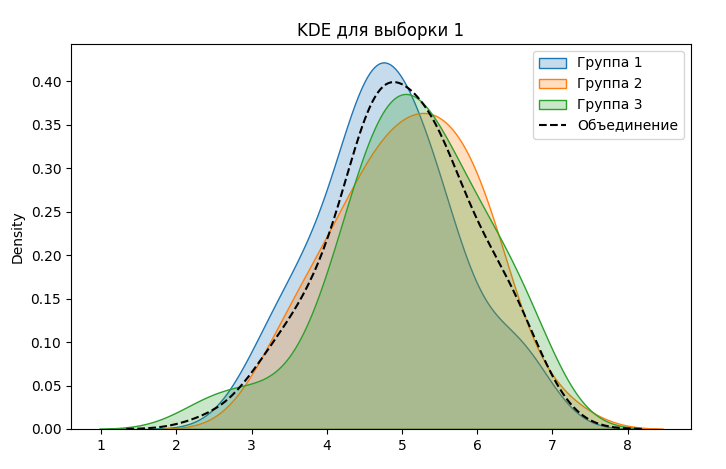 KDE для выборки 1
Группа 1
Группа 2
Группа 3
Объединение
Density
0.40
0.35
0.30
0.25
0.20
0.15
0.10
0.05
0.00
1 2 3 4 5 6 7 8